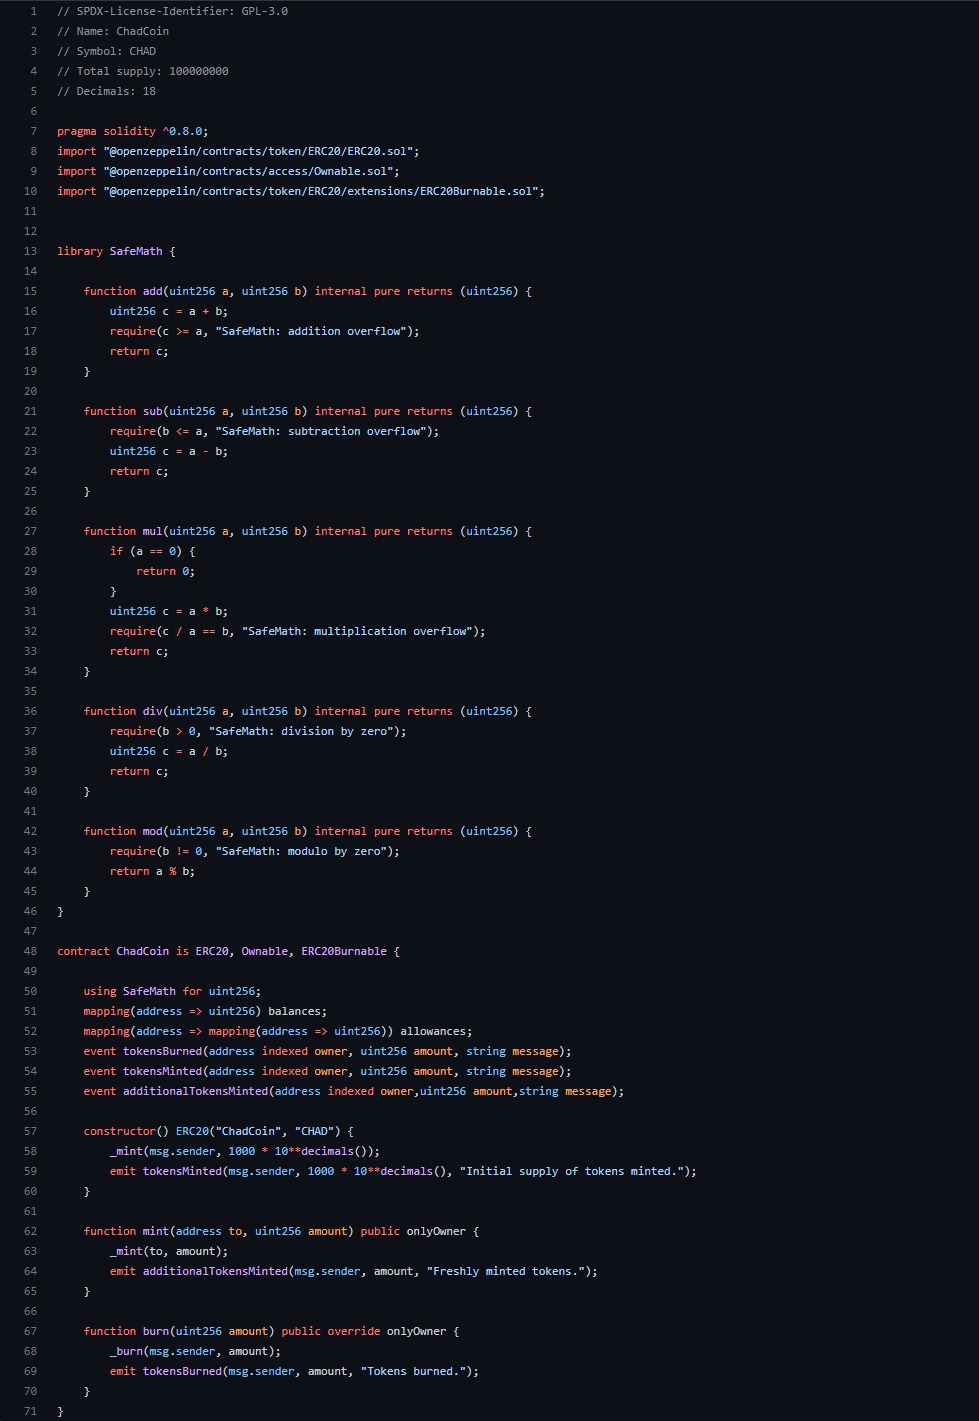 1 // SPDX-License-Identifier: GPL-3.0
2 // Name: ChadCoin
3 // Symbol: CHAD
4 // Total supply: 100000000
5 // Decimals: 18
6
7 pragma solidity ^0.8.0;
8 import "@openzeppelin/contracts/token/ERC20/ERC20.sol";
9 import "@openzeppelin/contracts/access/Ownable.sol";
10 import "@openzeppelin/contracts/token/ERC20/extensions/ERC20Burnable.sol";
11
12
13 library SafeMath {
14
15     function add(uint256 a, uint256 b) internal pure returns (uint256) {
16         uint256 c = a + b;
17         require(c >= a, "SafeMath: addition overflow");
18         return c;
19     }
20
21     function sub(uint256 a, uint256 b) internal pure returns (uint256) {
22         require(b <= a, "SafeMath: subtraction overflow");
23         uint256 c = a - b;
24         return c;
25     }
26
27     function mul(uint256 a, uint256 b) internal pure returns (uint256) {
28         if (a == 0) {
29             return 0;
30         }
31         uint256 c = a * b;
32         require(c / a == b, "SafeMath: multiplication overflow");
33         return c;
34     }
35
36     function div(uint256 a, uint256 b) internal pure returns (uint256) {
37         require(b > 0, "SafeMath: division by zero");
38         uint256 c = a / b;
39         return c;
40     }
41
42     function mod(uint256 a, uint256 b) internal pure returns (uint256) {
43         require(b != 0, "SafeMath: modulo by zero");
44         return a % b;
45     }
46 }
47
48 contract ChadCoin is ERC20, Ownable, ERC20Burnable {
49
50     using SafeMath for uint256;
51     mapping(address => uint256) balances;
52     mapping(address => mapping(address => uint256)) allowances;
53     event tokensBurned(address indexed owner, uint256 amount, string message);
54     event tokensMinted(address indexed owner, uint256 amount, string message);
55     event additionalTokensMinted(address indexed owner,uint256 amount,string message);
56
57     constructor() ERC20("ChadCoin", "CHAD") {
58         _mint(msg.sender, 1000 * 10**decimals());
59         emit tokensMinted(msg.sender, 1000 * 10**decimals(), "Initial supply of tokens minted.");
60     }
61
62     function mint(address to, uint256 amount) public onlyOwner {
63         _mint(to, amount);
64         emit additionalTokensMinted(msg.sender, amount, "Freshly minted tokens.");
65     }
66
67     function burn(uint256 amount) public override onlyOwner {
68         _burn(msg.sender, amount);
69         emit tokensBurned(msg.sender, amount, "Tokens burned.");
70     }
71 }